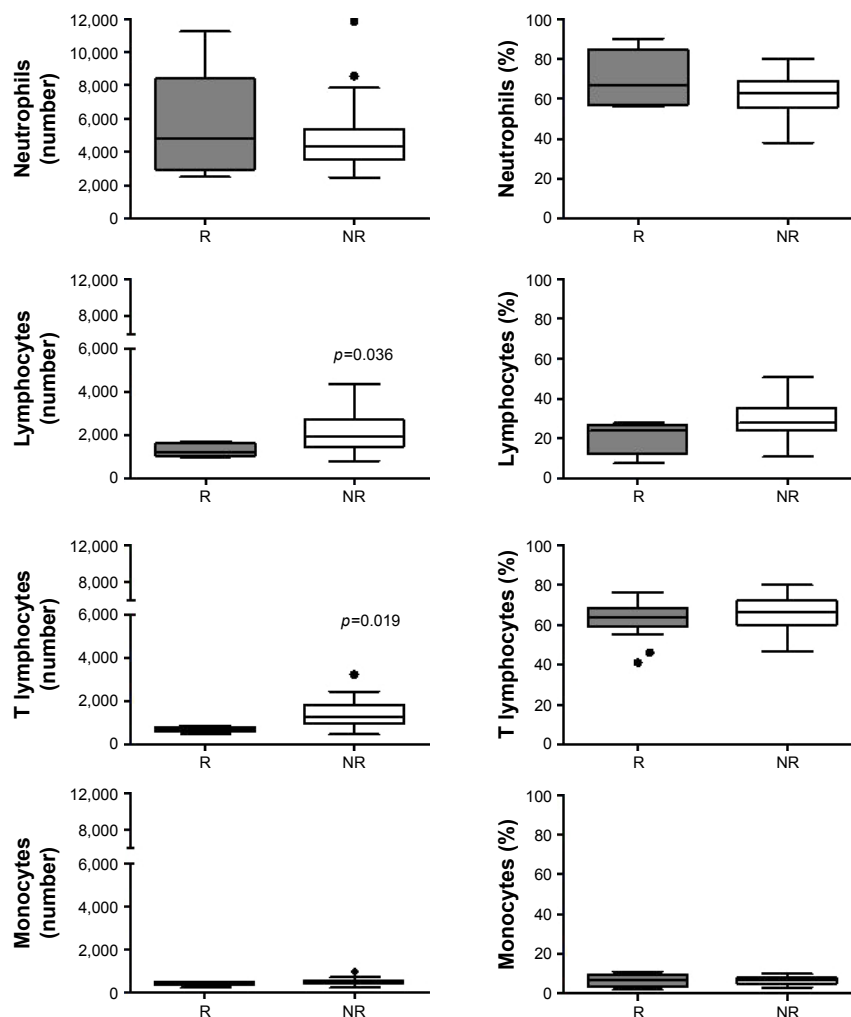 Neutrophils
(number)
12,000
10,000
8,000
6,000
4,000
2,000
0
R
NR
Neutrophils (%)
100
80
60
40
20
0
R
NR
Lymphocytes
(number)
12,000
8,000
6,000
4,000
2,000
0
p=0.036
R
NR
Lymphocytes (%)
100
80
60
40
20
0
R
NR
T lymphocytes
(number)
12,000
8,000
6,000
4,000
2,000
0
p=0.019
R
NR
T lymphocytes (%)
100
80
60
40
20
0
R
NR
Monocytes
(number)
12,000
8,000
6,000
4,000
2,000
0
R
NR
Monocytes (%)
100
80
60
40
20
0
R
NR